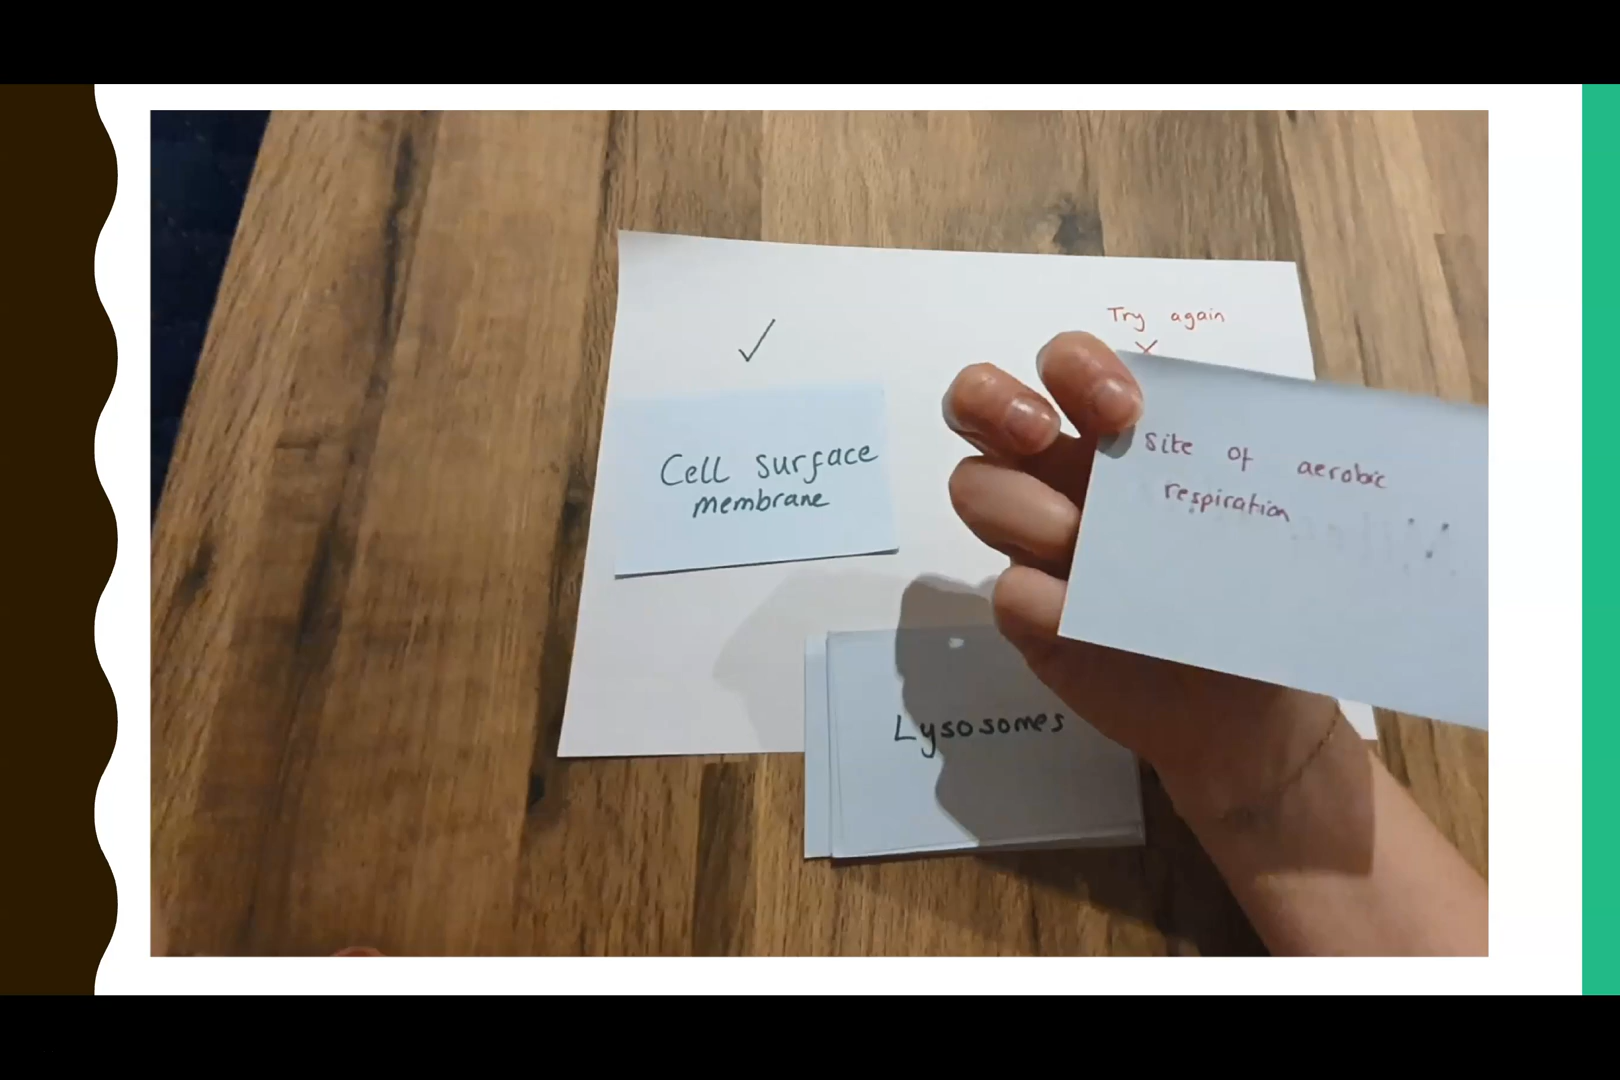 Try again
Cell surface
membrane
Site of aerobic
respiration
Lysosomes